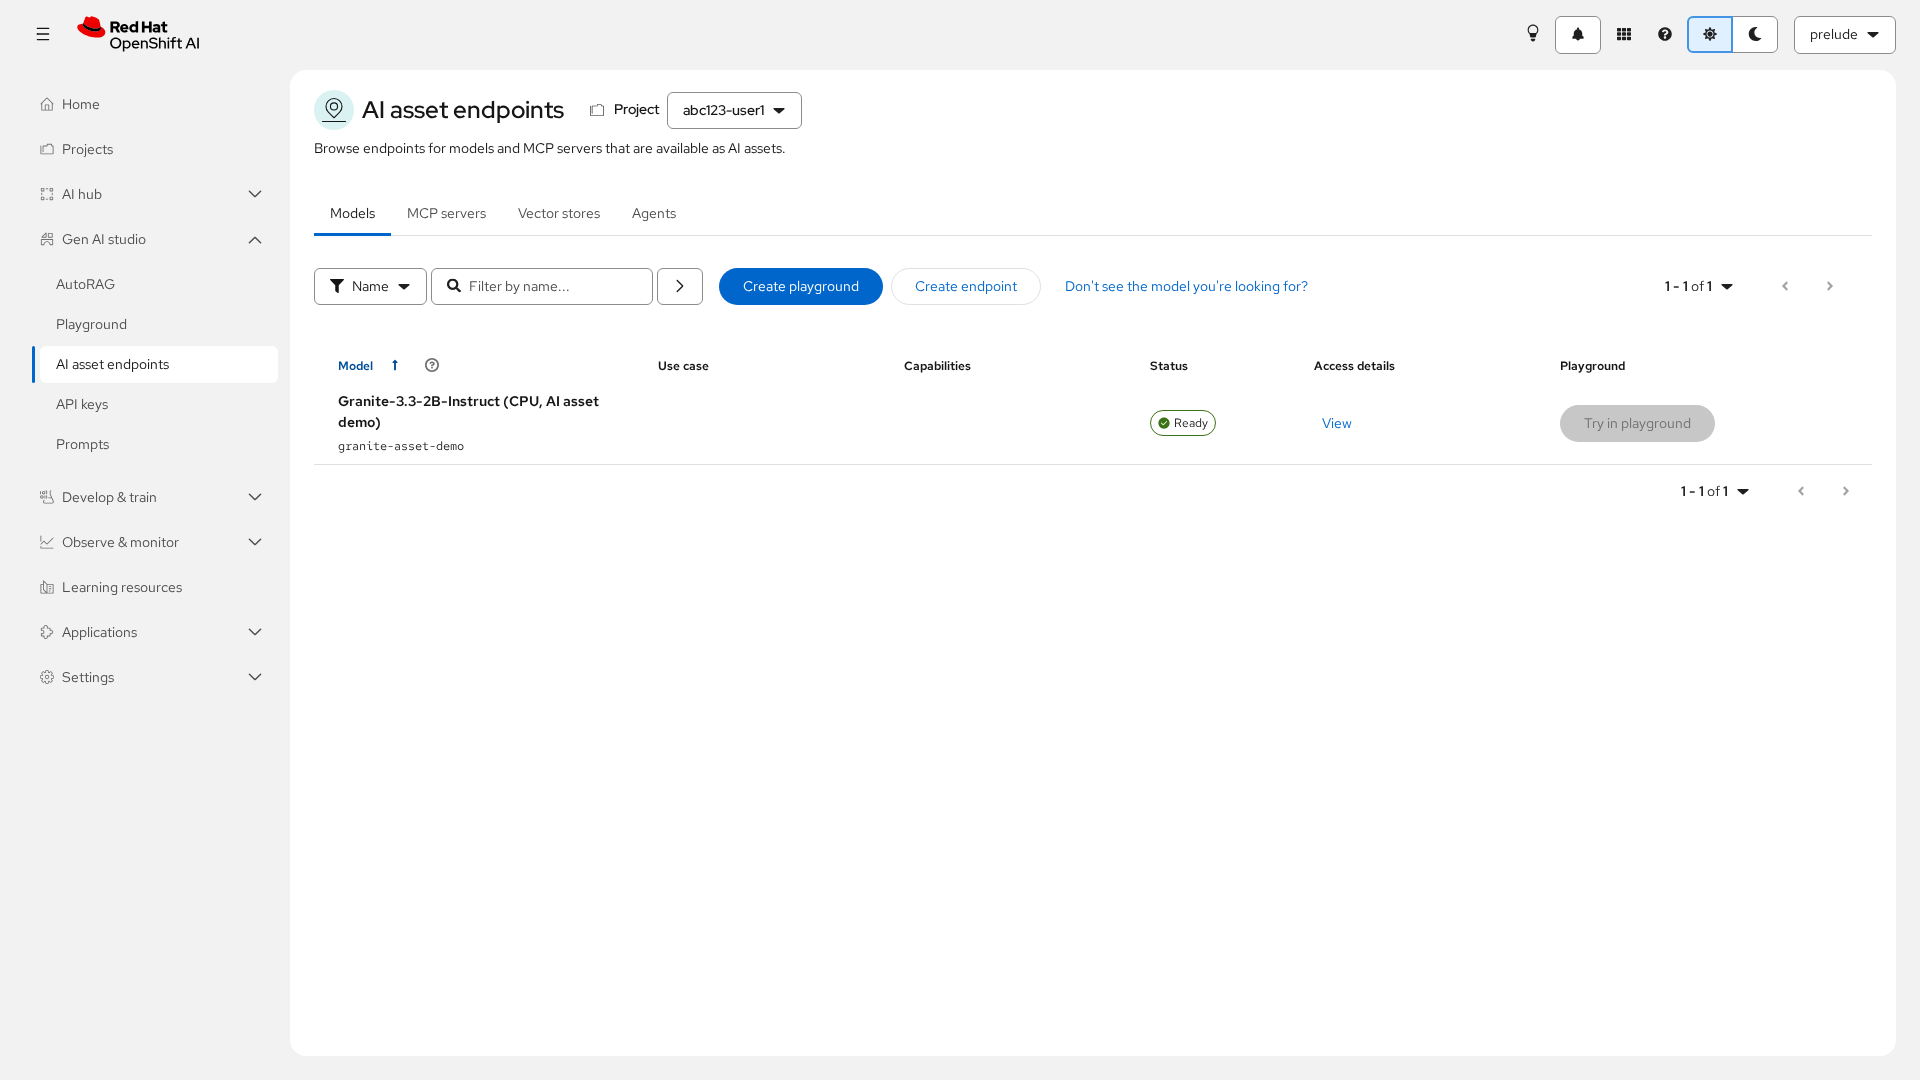 Red Hat
OpenShift AI
prelude
Home
Projects
AI hub
Gen AI studio
AutoRAG
Playground
AI asset endpoints
API keys
Prompts
Develop & train
Observe & monitor
Learning resources
Applications
Settings
AI asset endpoints
Project
abc123-user1
Browse endpoints for models and MCP servers that are available as AI assets.
Models
MCP servers
Vector stores
Agents
Name
Filter by name...
Create playground
Create endpoint
Don't see the model you're looking for?
1 - 1 of 1
Model
Use case
Capabilities
Status
Access details
Playground
Granite-3.3-2B-Instruct (CPU, AI asset
demo)
granite-asset-demo
Ready
View
Try in playground
1 - 1 of 1